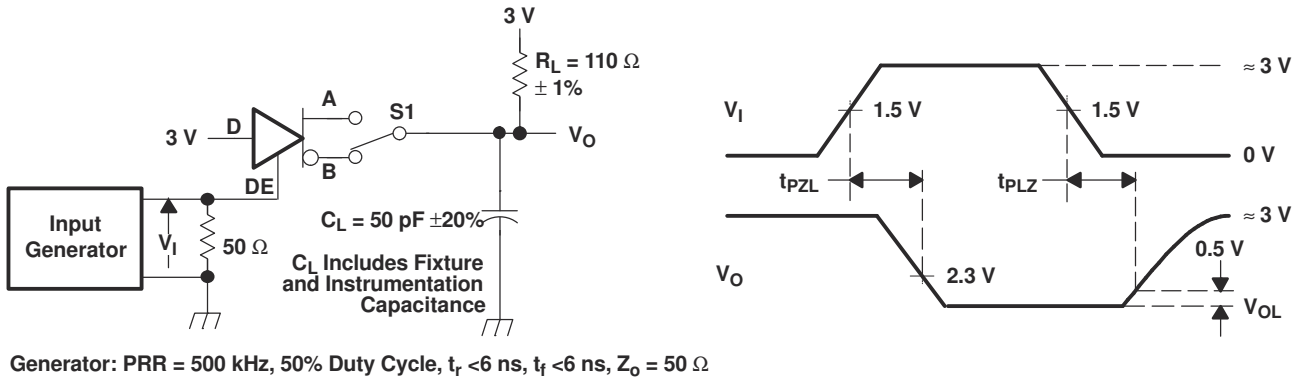 3 V
R_L = 110 Ω
± 1%
A
S1
3 V
D
V_O
B
DE
Input
Generator
V_I
50 Ω
C_L = 50 pF ±20%
C_L Includes Fixture
and Instrumentation
Capacitance
≈ 3 V
V_I
1.5 V
1.5 V
0 V
t_PZL
t_PLZ
≈ 3 V
0.5 V
V_O
2.3 V
V_OL
Generator: PRR = 500 kHz, 50% Duty Cycle, t_r <6 ns, t_f <6 ns, Z_o = 50 Ω